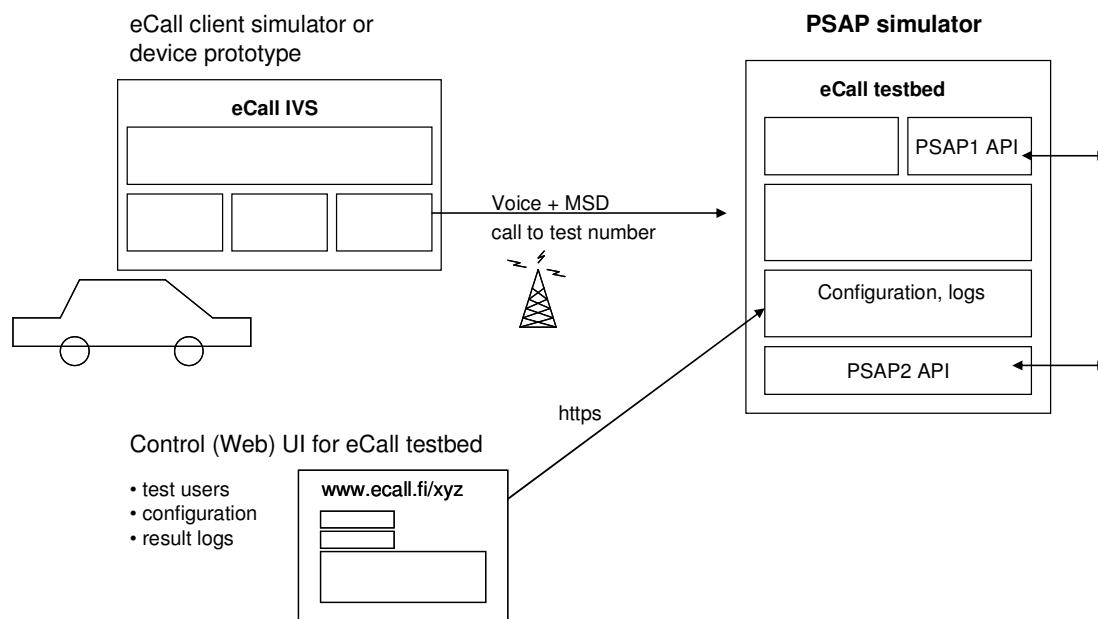 eCall client simulator or
device prototype
eCall IVS
PSAP simulator
eCall testbed
PSAP1 API
Voice + MSD
call to test number
Configuration, logs
PSAP2 API
https
Control (Web) UI for eCall testbed
• test users
• configuration
• result logs
www.ecall.fi/xyz